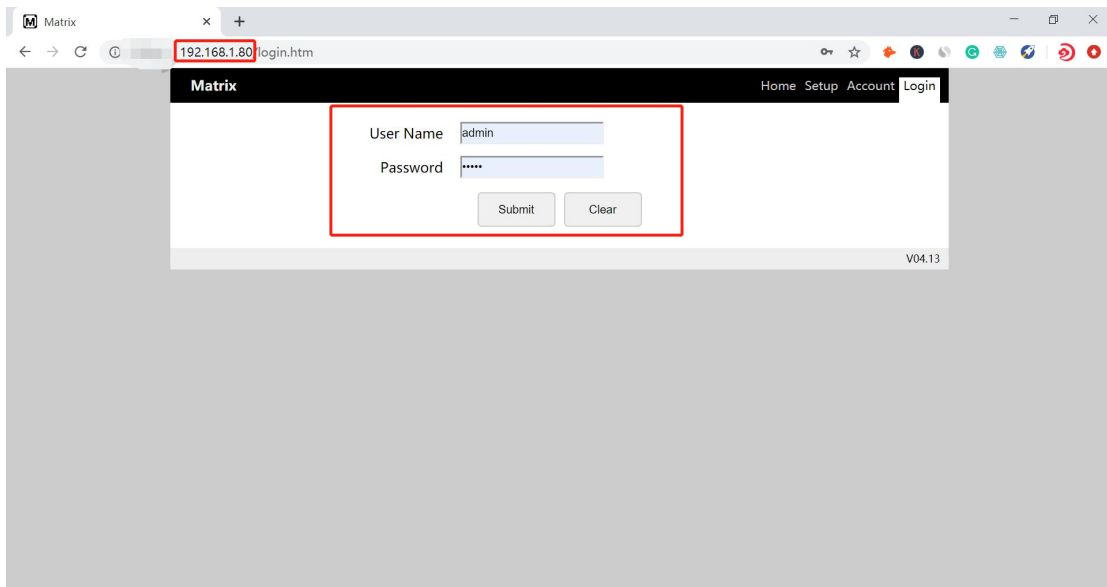 M Matrix
192.168.1.80/login.htm
Matrix Home Setup Account Login
User Name admin
Password •••••
Submit Clear
V04.13